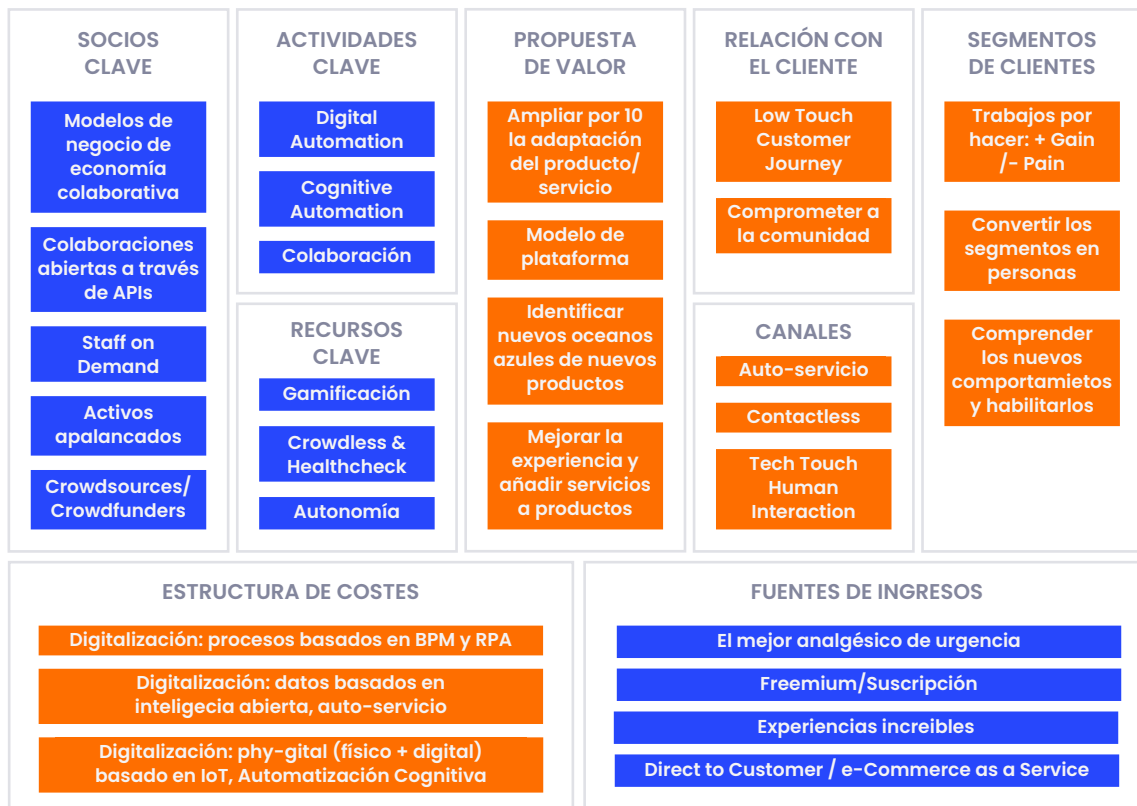 SOCIOS
CLAVE
Modelos de
negocio de
economía
colaborativa
Colaboraciones
abiertas a través
de APIs
Staff on
Demand
Activos
apalancados
Crowdsources/
Crowdfunders
ACTIVIDADES
CLAVE
Digital
Automation
Cognitive
Automation
Colaboración
RECURSOS
CLAVE
Gamificación
Crowdless &
Healthcheck
Autonomía
PROPUESTA
DE VALOR
Ampliar por 10
la adaptación
del producto/
servicio
Modelo de
plataforma
Identificar
nuevos oceanos
azules de nuevos
productos
Mejorar la
experiencia y
añadir servicios
a productos
RELACIÓN CON
EL CLIENTE
Low Touch
Customer
Journey
Comprometer a
la comunidad
CANALES
Auto-servicio
Contactless
Tech Touch
Human
Interaction
SEGMENTOS
DE CLIENTES
Trabajos por
hacer: + Gain
/- Pain
Convertir los
segmentos en
personas
Comprender
los nuevos
comportamietos
y habilitarlos
ESTRUCTURA DE COSTES
Digitalización: procesos basados en BPM y RPA
Digitalización: datos basados en
inteligecia abierta, auto-servicio
Digitalización: phy-gital (físico + digital)
basado en IoT, Automatización Cognitiva
FUENTES DE INGRESOS
El mejor analgésico de urgencia
Freemium/Suscripción
Experiencias increibles
Direct to Customer / e-Commerce as a Service